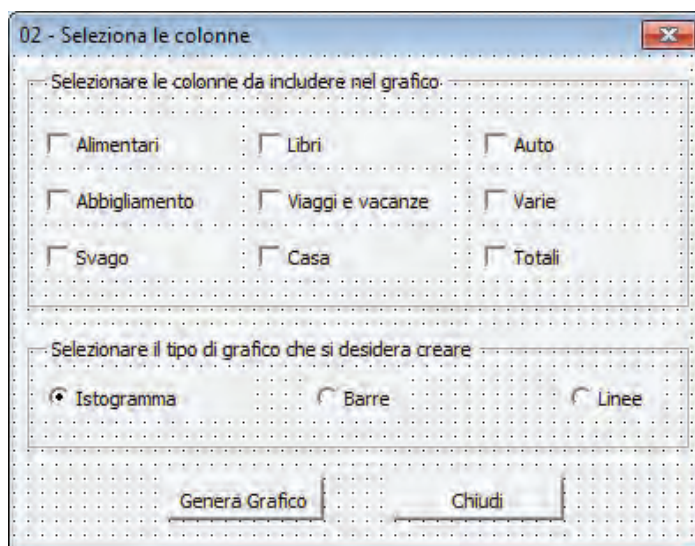 02 - Seleziona le colonne
Selezionare le colonne da includere nel grafico
Alimentari Libri Auto
Abbigliamento Viaggi e vacanze Varie
Svago Casa Totali
Selezionare il tipo di grafico che si desidera creare
Istogramma Barre Linee
Genera Grafico Chiudi